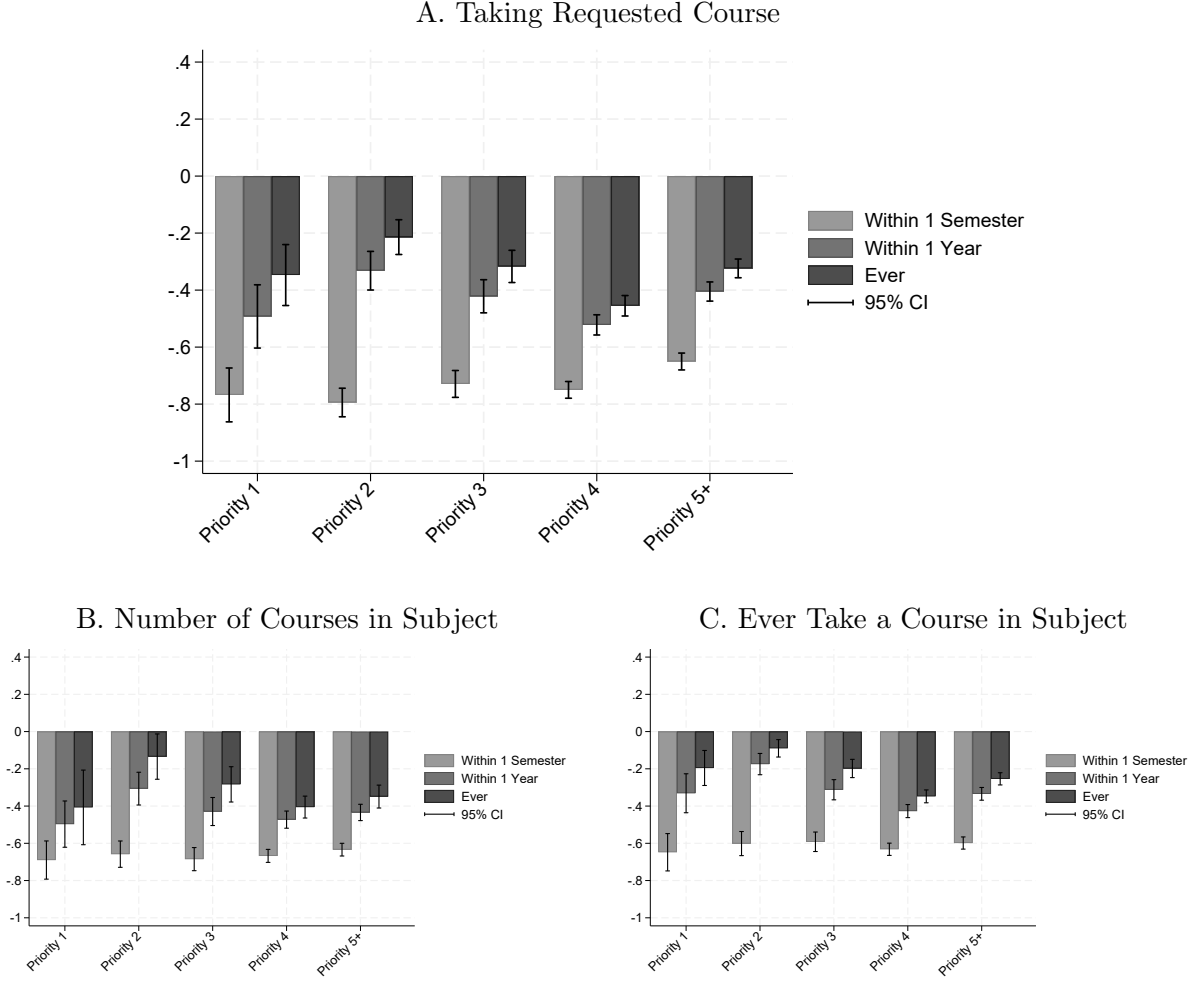 A. Taking Requested Course
.4
.2
0
-.2
-.4
-.6
-.8
-1
Priority 1
Priority 2
Priority 3
Priority 4
Priority 5+
Within 1 Semester
Within 1 Year
Ever
95% CI
B. Number of Courses in Subject
.4
.2
0
-.2
-.4
-.6
-.8
-1
Priority 1
Priority 2
Priority 3
Priority 4
Priority 5+
Within 1 Semester
Within 1 Year
Ever
95% CI
C. Ever Take a Course in Subject
.4
.2
0
-.2
-.4
-.6
-.8
-1
Priority 1
Priority 2
Priority 3
Priority 4
Priority 5+
Within 1 Semester
Within 1 Year
Ever
95% CI